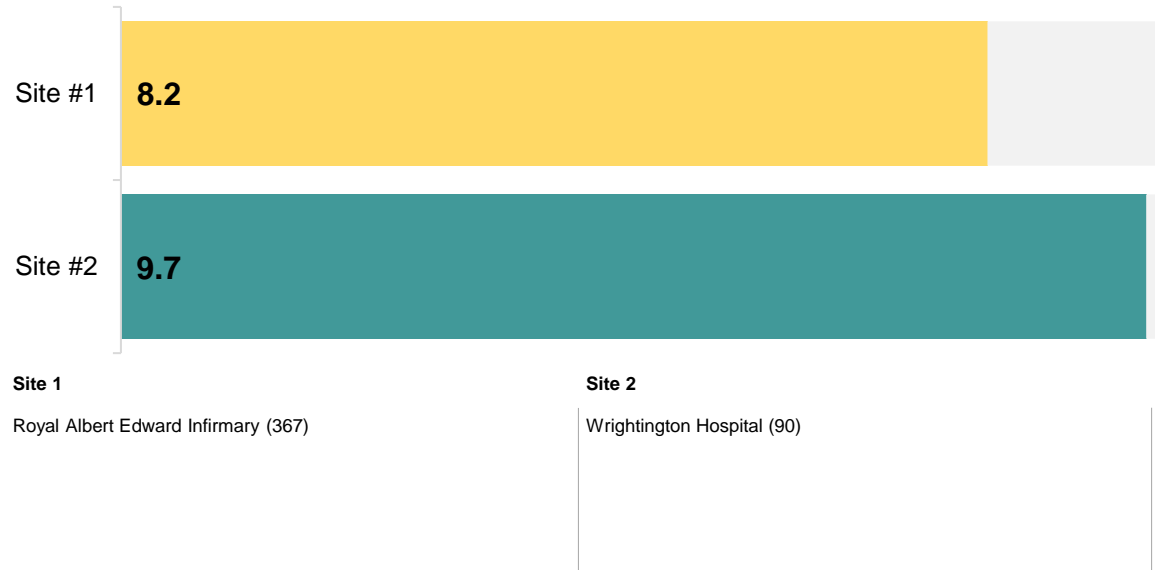 Site #1
8.2
Site #2
9.7
Site 1
Site 2
Royal Albert Edward Infirmary (367)
Wrightington Hospital (90)